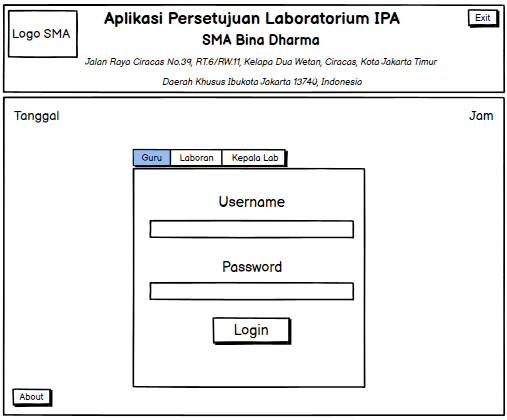 Logo SMA
Aplikasi Persetujuan Laboratorium IPA
Exit
SMA Bina Dharma
Jalan Raya Ciracas No.39, RT.6/RW.11, Kelapa Dua Wetan, Ciracas, Kota Jakarta Timur
Daerah Khusus Ibukota Jakarta 13740, Indonesia
Tanggal
Jam
Guru Laboran Kepala Lab
Username
Password
Login
About